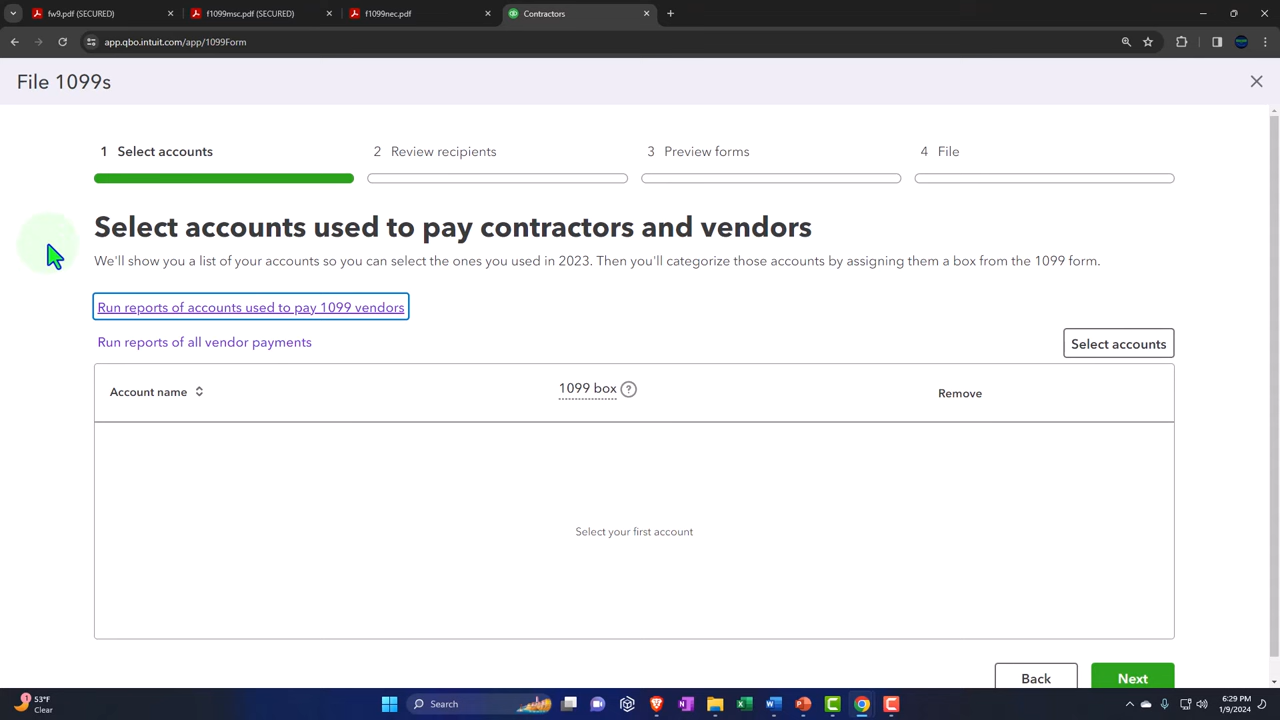 fw9.pdf (SECURED)
f1099msc.pdf (SECURED)
f1099nec.pdf
Contractors
app.qbo.intuit.com/app/1099Form
File 1099s
1 Select accounts
2 Review recipients
3 Preview forms
4 File
Select accounts used to pay contractors and vendors
We'll show you a list of your accounts so you can select the ones you used in 2023. Then you'll categorize those accounts by assigning them a box from the 1099 form.
Run reports of accounts used to pay 1099 vendors
Run reports of all vendor payments
Select accounts
Account name
1099 box ?
Remove
Select your first account
Back
Next
1
53°F
Clear
Search
6:29 PM
1/9/2024